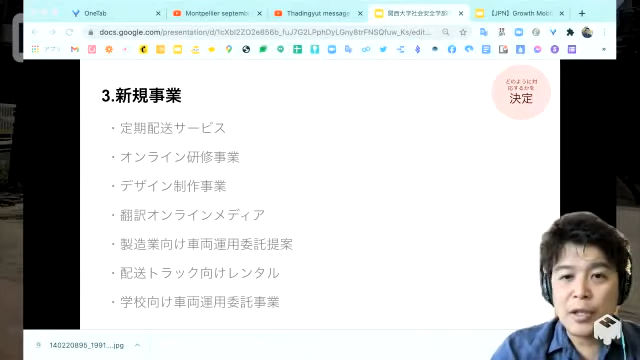 OneTab
Montpellier septemb
Thadingyut message
関西大学社会安全学部
【JPN】Growth Mobi
docs.google.com/presentation/d/1cXbI2ZO2e856b_fuJ7G2LPphDyLGny8trFNSQfuw_Ks/edit...
アプリ
3.新規事業
どのように対
応するかを
決定
・定期配送サービス
・オンライン研修事業
・デザイン制作事業
・翻訳オンラインメディア
・製造業向け車両運用委託提案
・配送トラック向けレンタル
・学校向け車両運用委託事業
140220895_1991....jpg